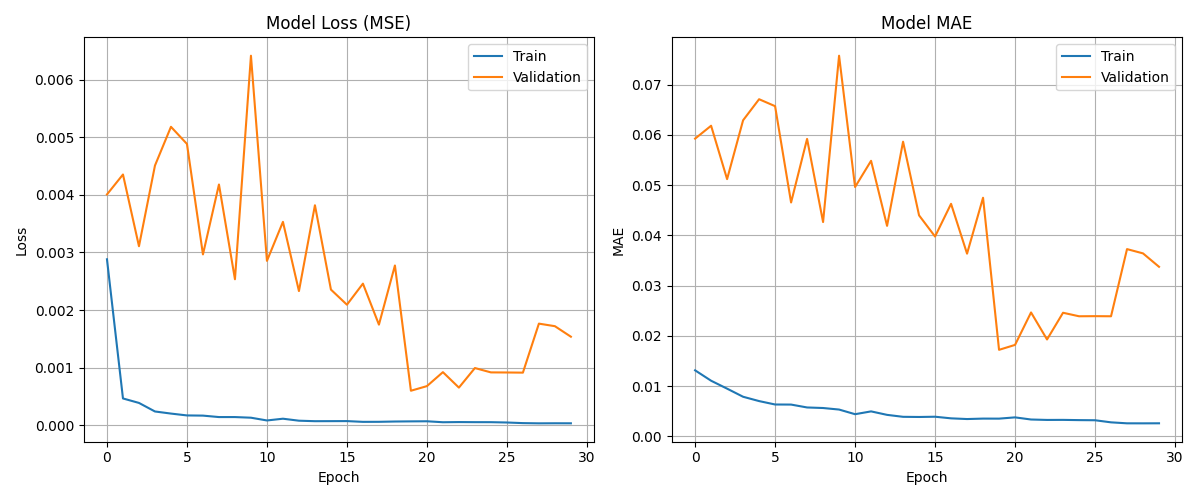 Model Loss (MSE)
Train
Validation
0.006
0.005
0.004
0.003
0.002
0.001
0.000
Loss
0
5
10
15
20
25
30
Epoch
Model MAE
Train
Validation
0.07
0.06
0.05
0.04
0.03
0.02
0.01
0.00
MAE
0
5
10
15
20
25
30
Epoch